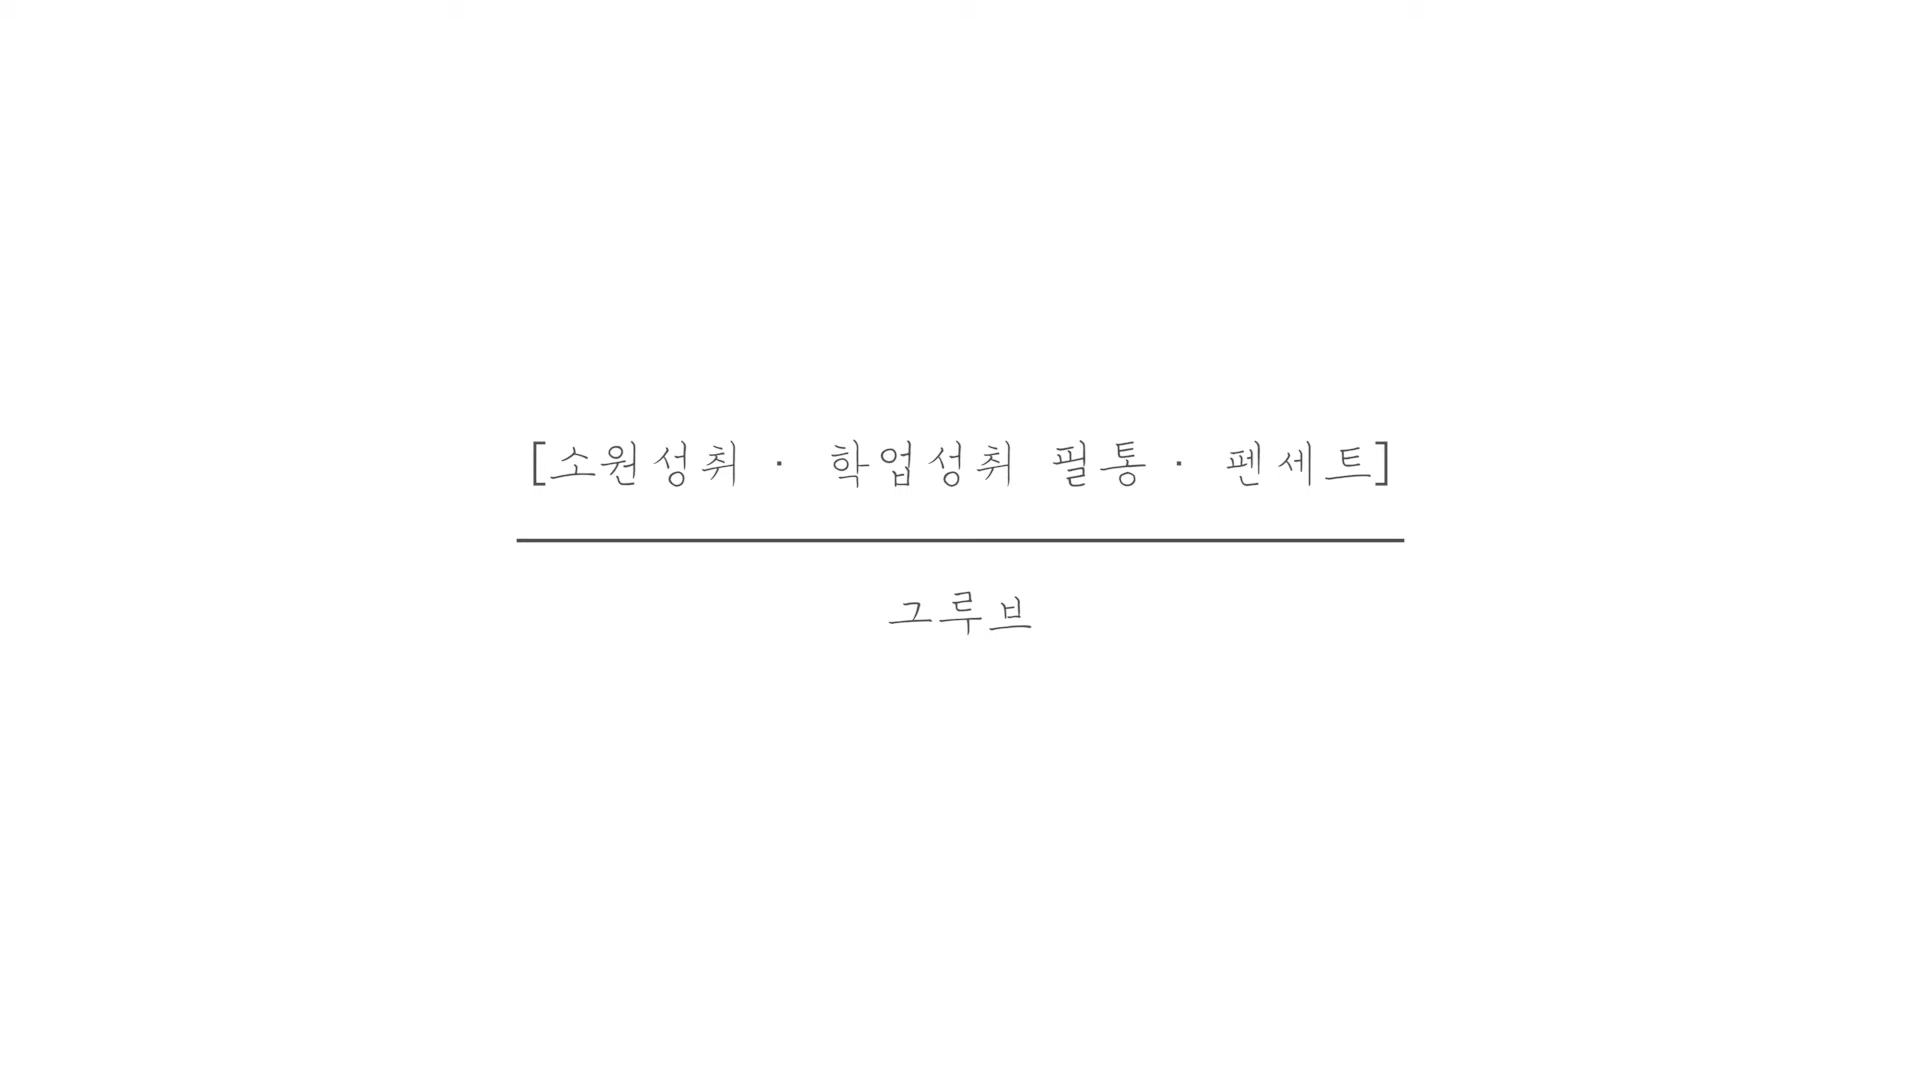 [소원성취 · 학업성취 필통 · 펜세트]
그루브